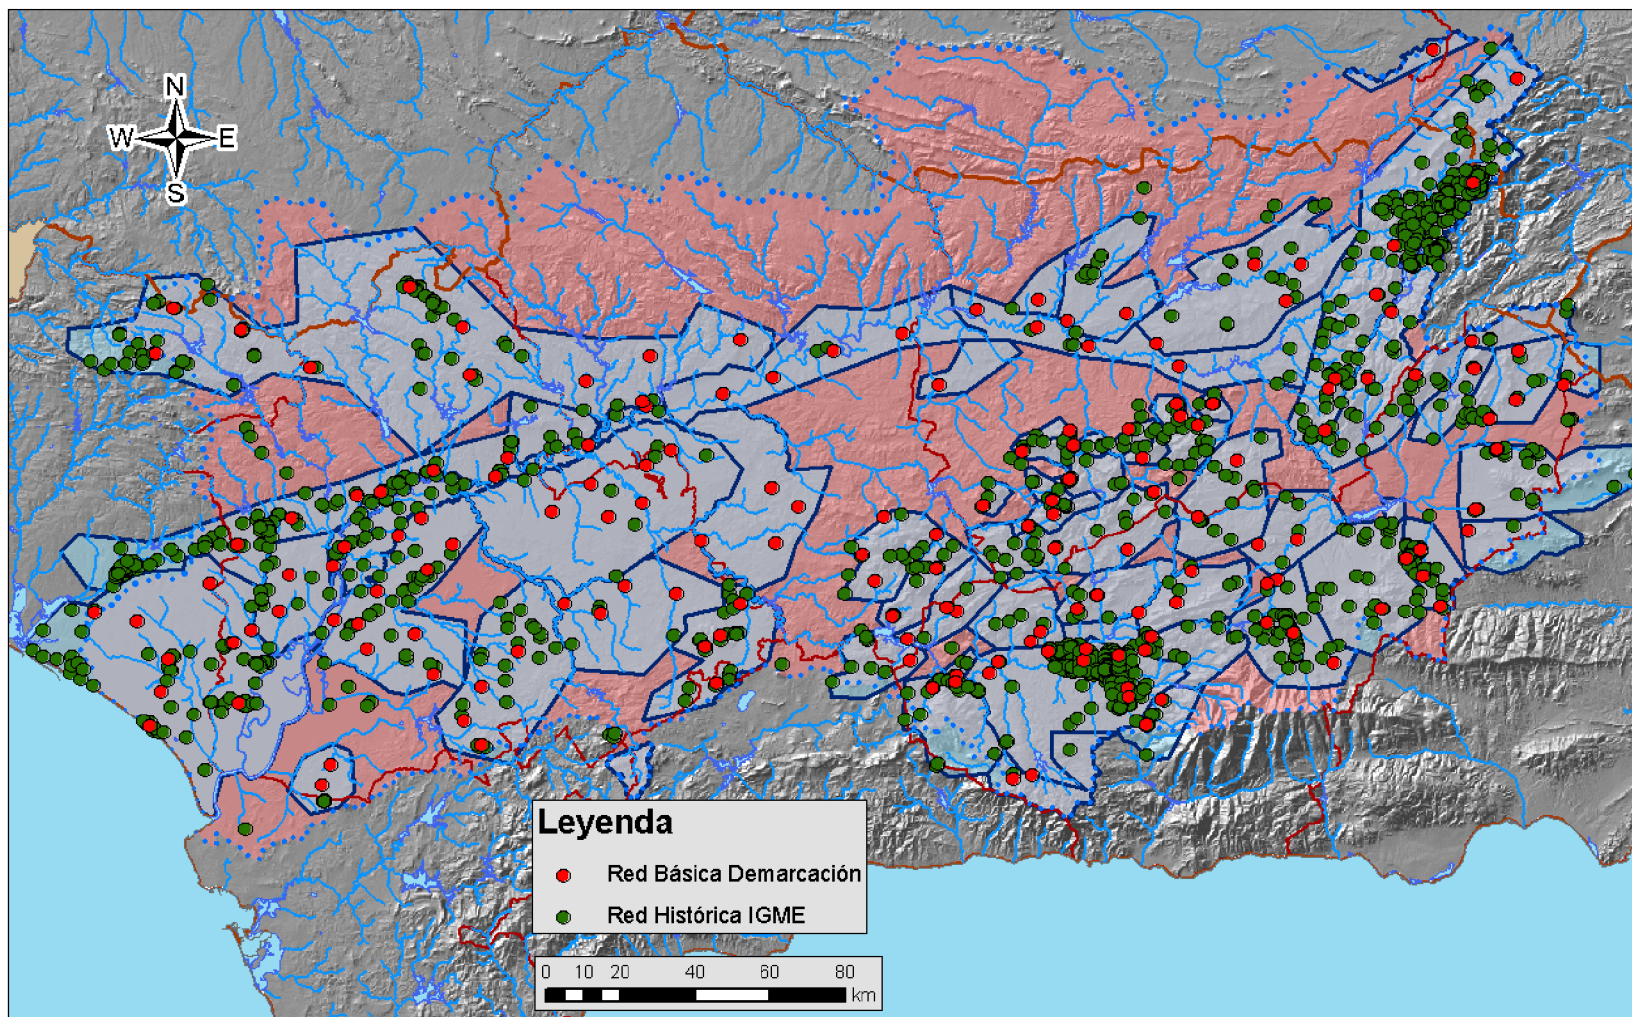 N
W E
S
Leyenda
Red Básica Demarcación
Red Histórica IGME
0 10 20 40 60 80
km